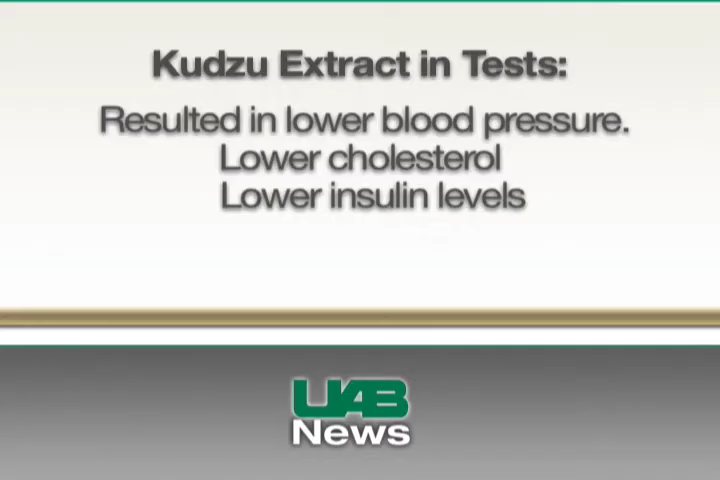 Kudzu Extract in Tests:
Resulted in lower blood pressure.
Lower cholesterol
Lower insulin levels
UAB
News